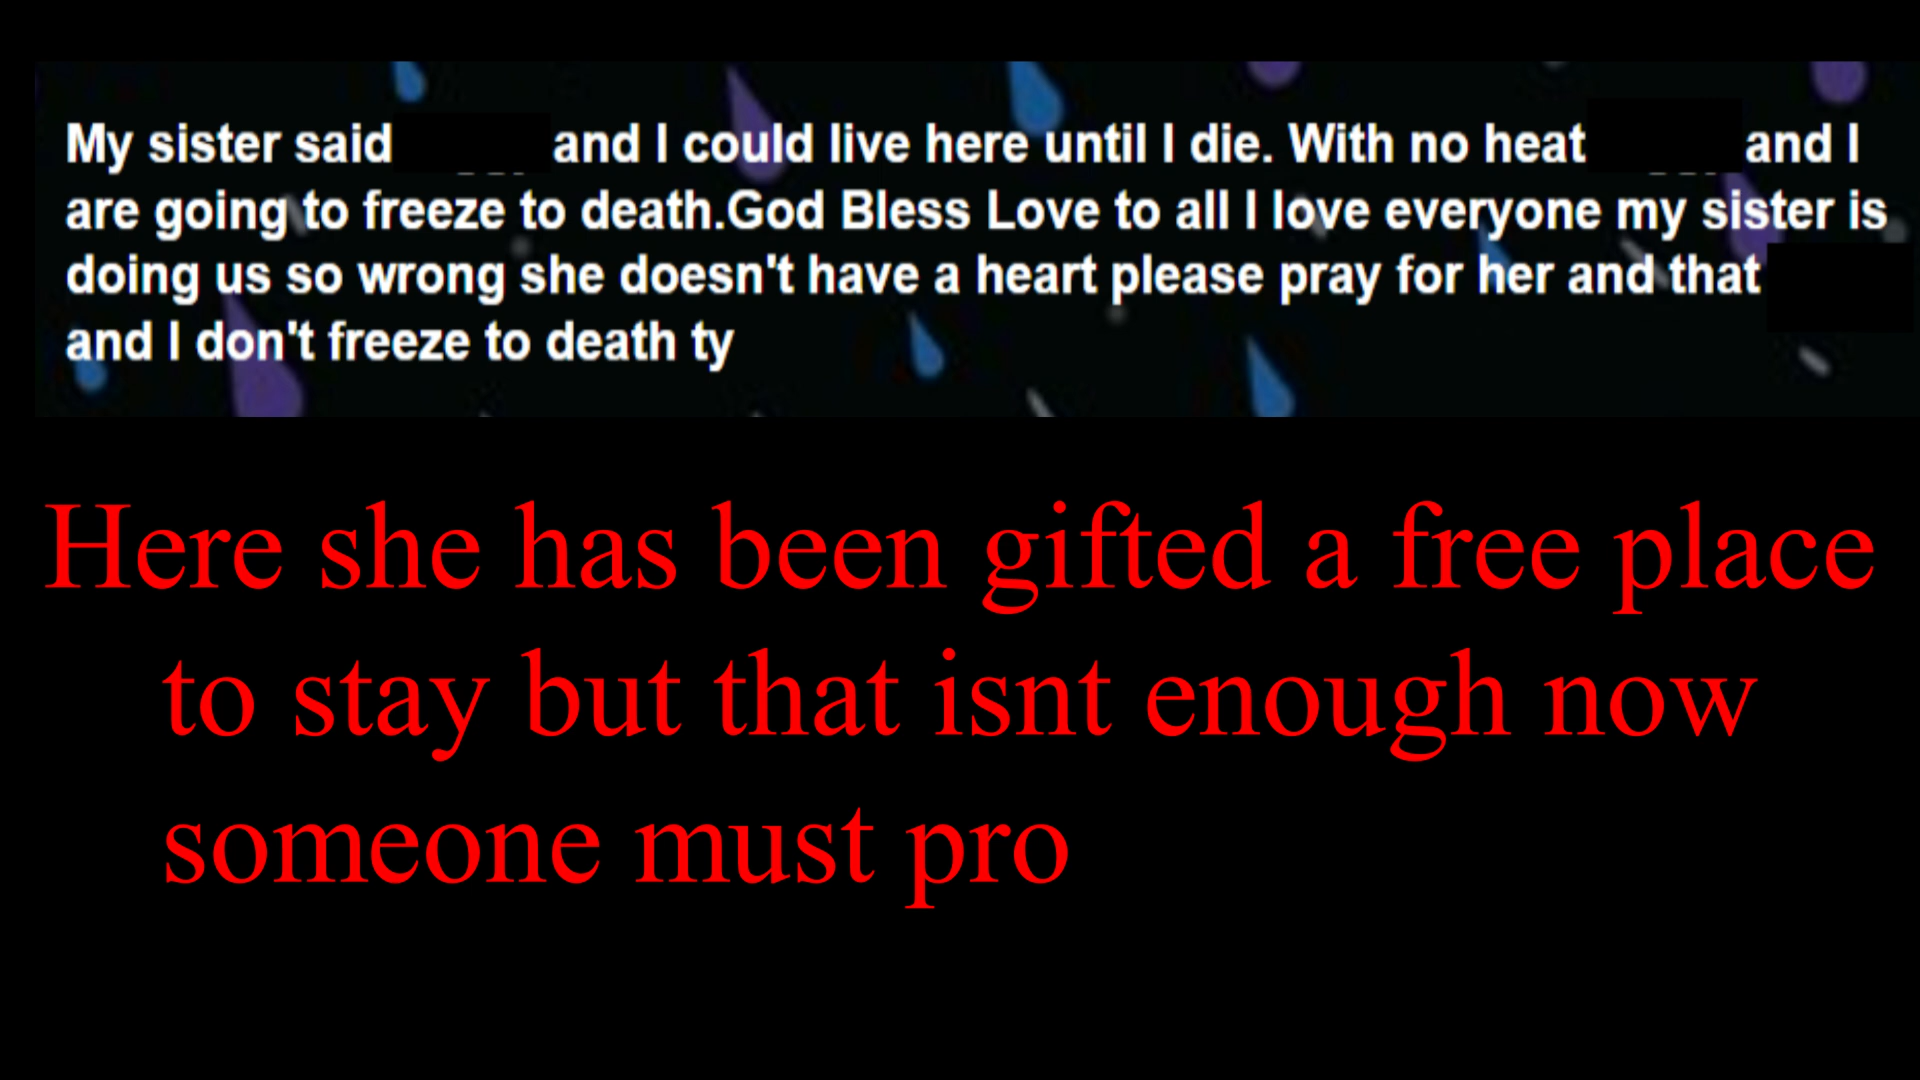 My sister said and I could live here until I die. With no heat and I
are going to freeze to death.God Bless Love to all I love everyone my sister is
doing us so wrong she doesn't have a heart please pray for her and that
and I don't freeze to death ty
Here she has been gifted a free place
to stay but that isnt enough now
someone must pro